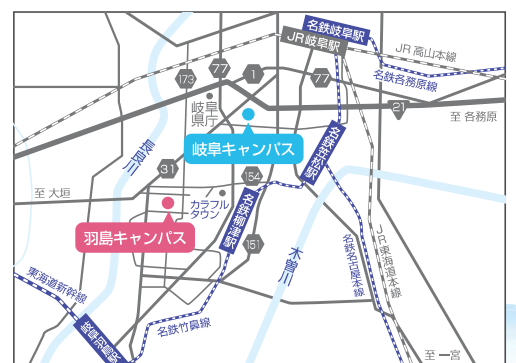 名鉄岐阜駅
JR岐阜駅
JR高山本線
名鉄各務原線
173
77
1
77
21
至 各務原
岐阜
県庁
岐阜キャンパス
名鉄笠松駅
長良川
31
154
至 大垣
カラフル
タウン
名鉄柳津駅
羽島キャンパス
151
木曽川
名鉄名古屋本線
JR東海道本線
東海道新幹線
岐阜羽島駅
名鉄竹鼻線
至 一宮